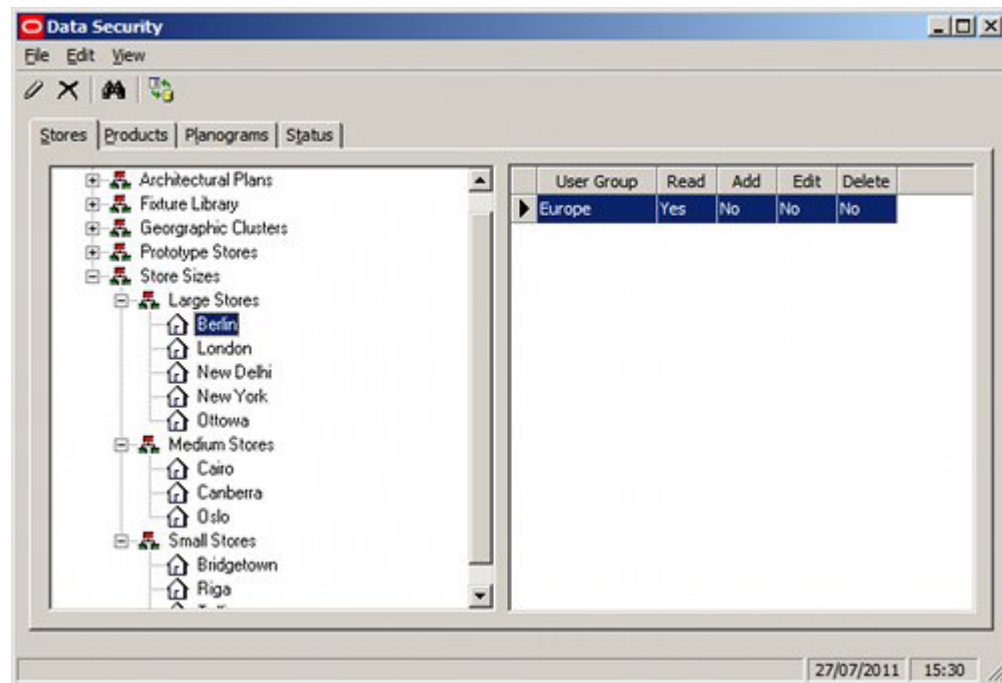 Data Security
File Edit View
Stores Products Planograms Status
Architectural Plans
Fixture Library
Georgraphic Clusters
Prototype Stores
Store Sizes
Large Stores
Berlin
London
New Delhi
New York
Ottowa
Medium Stores
Cairo
Canberra
Oslo
Small Stores
Bridgetown
Riga
User Group Read Add Edit Delete
Europe Yes No No No
27/07/2011 15:30